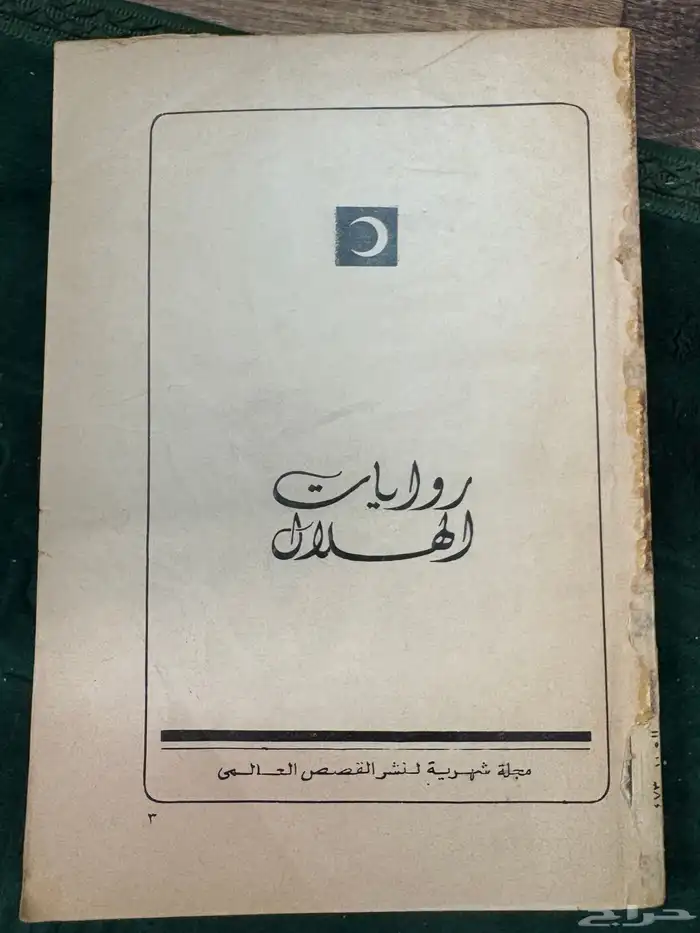 روايات
الهلال
مجلة شهرية لنشر القصص العالمى
٣
حراج